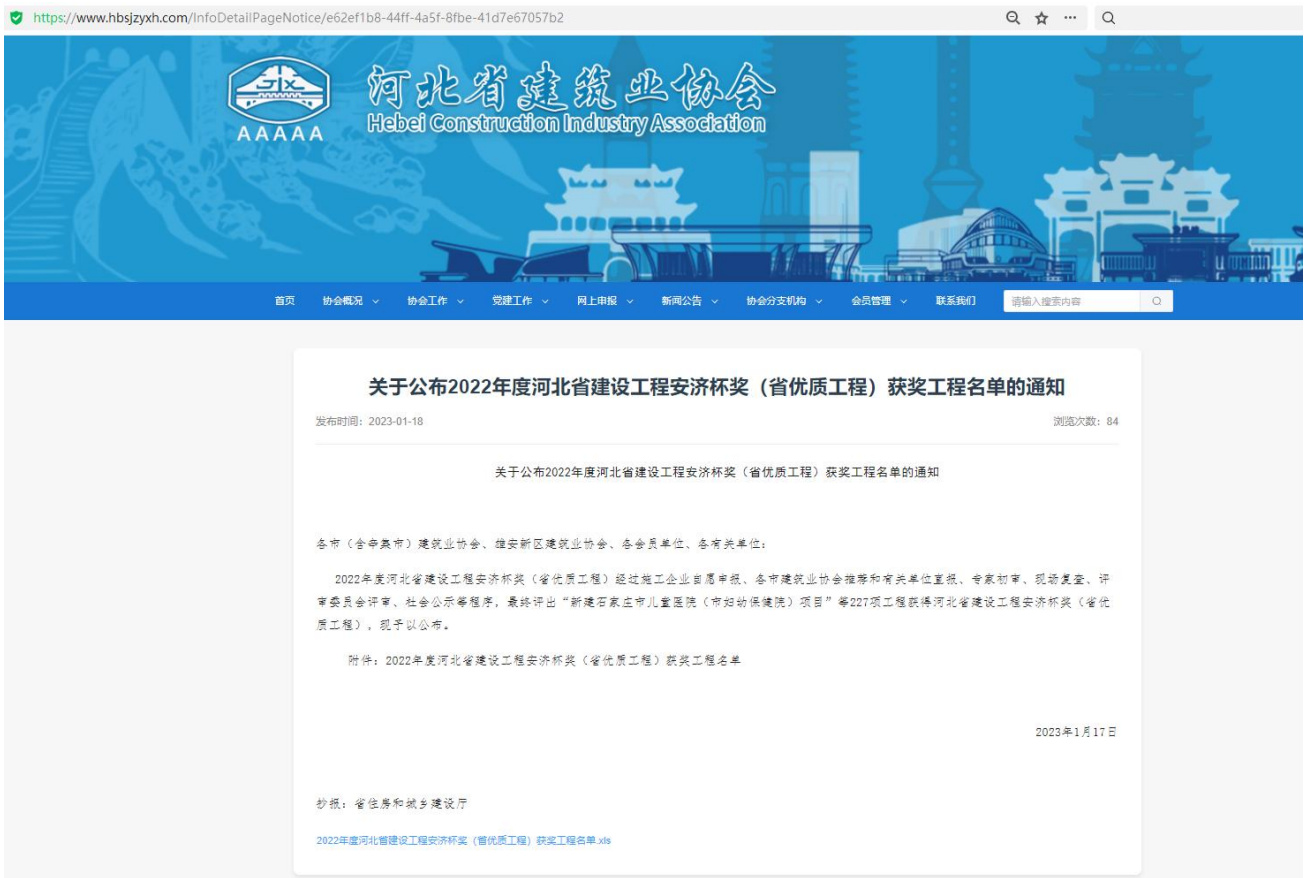 https://www.hbsjzyxh.com/InfoDetailPageNotice/e62ef1b8-44ff-4a5f-8fbe-41d7e67057b2
河北省建筑业协会
Hebei Construction Industry Association
AAAAA
首页 协会概况 协会工作 党建工作 网上申报 新闻公告 协会分支机构 会员管理 联系我们 请输入搜索内容
关于公布2022年度河北省建设工程安济杯奖（省优质工程）获奖工程名单的通知
发布时间：2023-01-18 浏览次数：84
关于公布2022年度河北省建设工程安济杯奖（省优质工程）获奖工程名单的通知
各市（含辛集市）建筑业协会、雄安新区建筑业协会、各会员单位、各有关单位：
2022年度河北省建设工程安济杯奖（省优质工程）经过施工企业自愿申报、各市建筑业协会推荐和有关单位直报、专家初审、现场复查、评
审委员会评审、社会公示等程序，最终评出“新建石家庄市儿童医院（市妇幼保健院）项目”等227项工程获得河北省建设工程安济杯奖（省优
质工程），现予以公布。
附件：2022年度河北省建设工程安济杯奖（省优质工程）获奖工程名单
2023年1月17日
抄报：省住房和城乡建设厅
2022年度河北省建设工程安济杯奖（省优质工程）获奖工程名单.xls